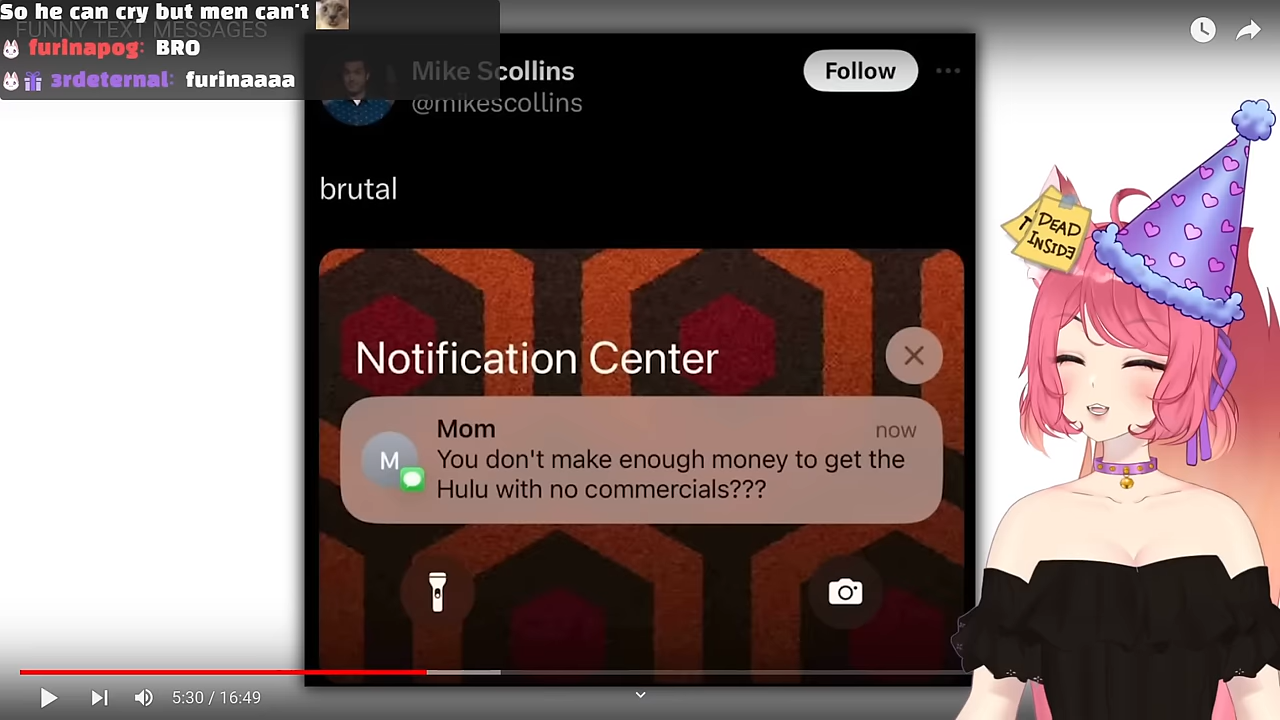 So he can cry but men can't
FUNNY TEXT MESSAGES
furinapog: BRO
3rdeternal: furinaaaa
Mike Scollins
@mikescollins
Follow
brutal
Notification Center
Mom
now
M
You don't make enough money to get the
Hulu with no commercials???
DEAD
INSIDE
5:30 / 16:49